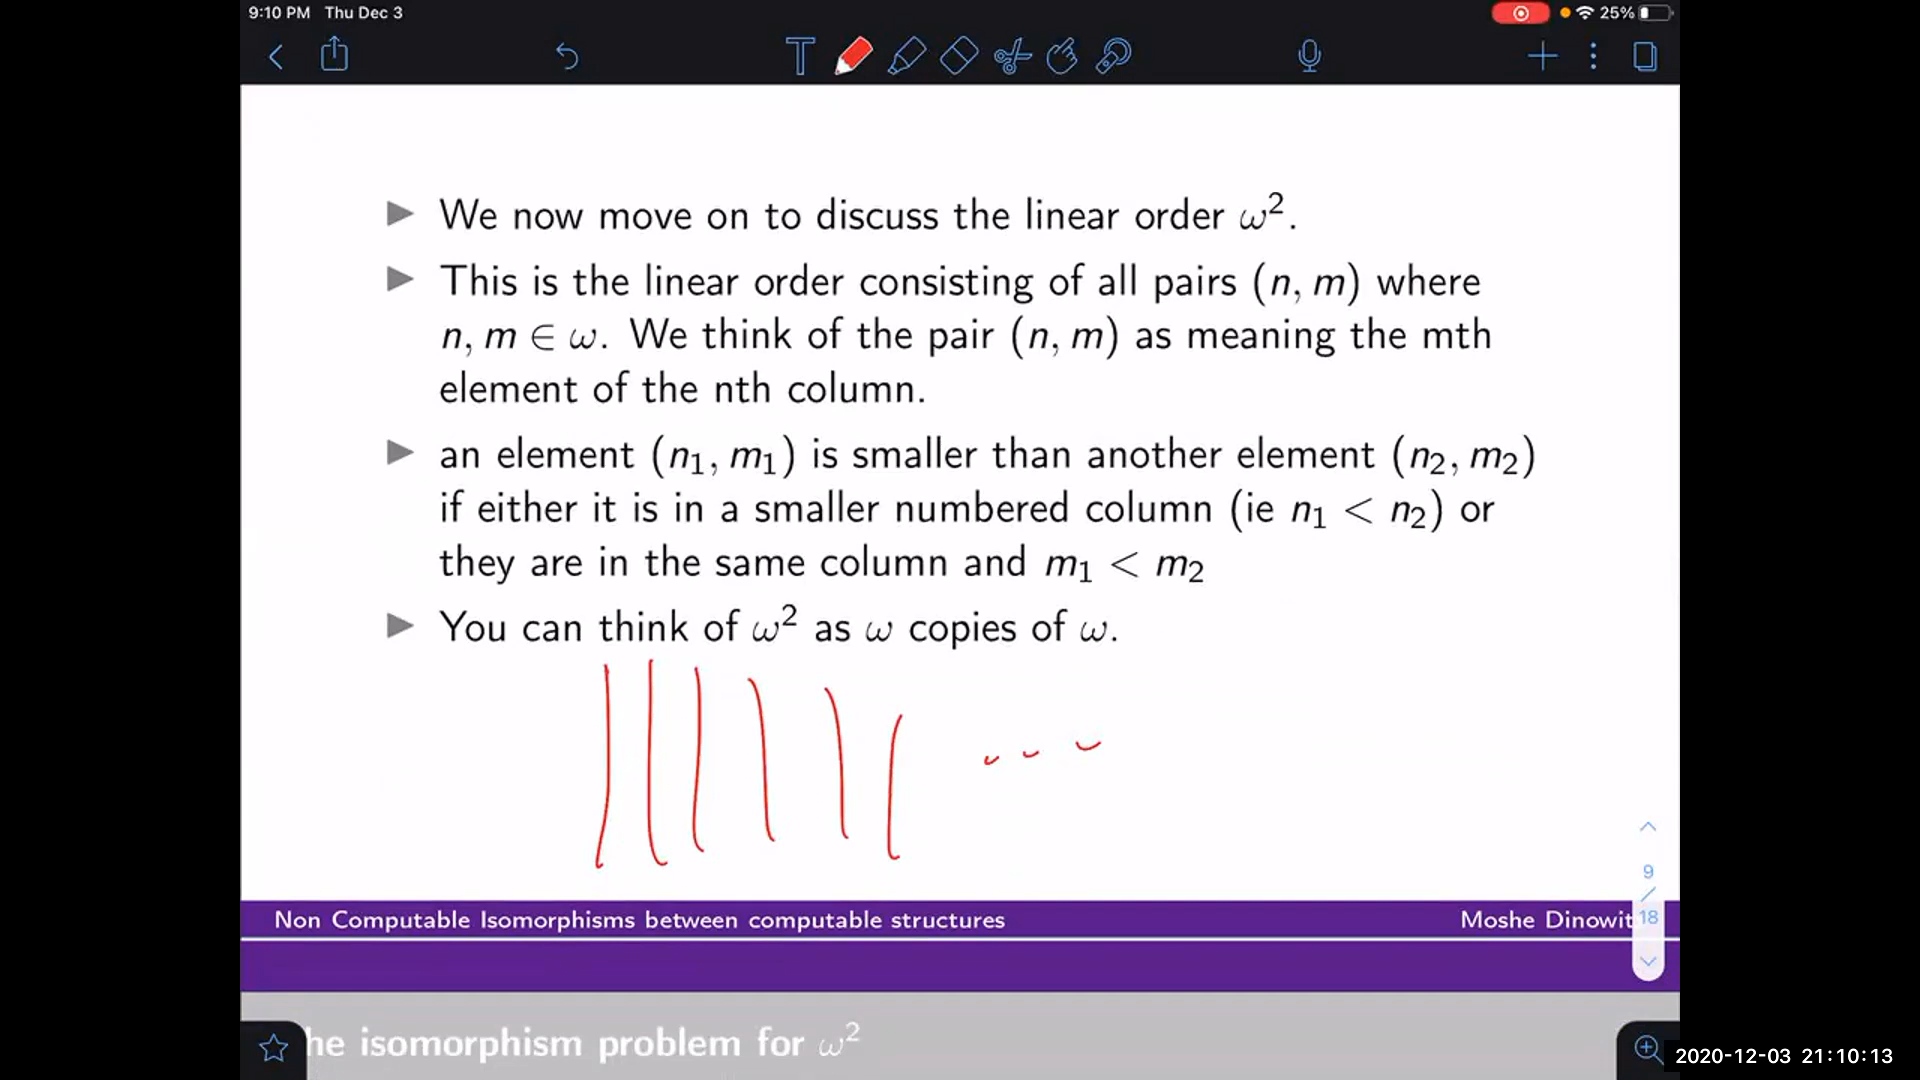 9:10 PM Thu Dec 3
25%
We now move on to discuss the linear order ω².
This is the linear order consisting of all pairs (n, m) where
n, m ∈ ω. We think of the pair (n, m) as meaning the mth
element of the nth column.
an element (n₁, m₁) is smaller than another element (n₂, m₂)
if either it is in a smaller numbered column (ie n₁ < n₂) or
they are in the same column and m₁ < m₂
You can think of ω² as ω copies of ω.
9
/
18
Non Computable Isomorphisms between computable structures
Moshe Dinowit
he isomorphism problem for ω²
2020-12-03 21:10:13